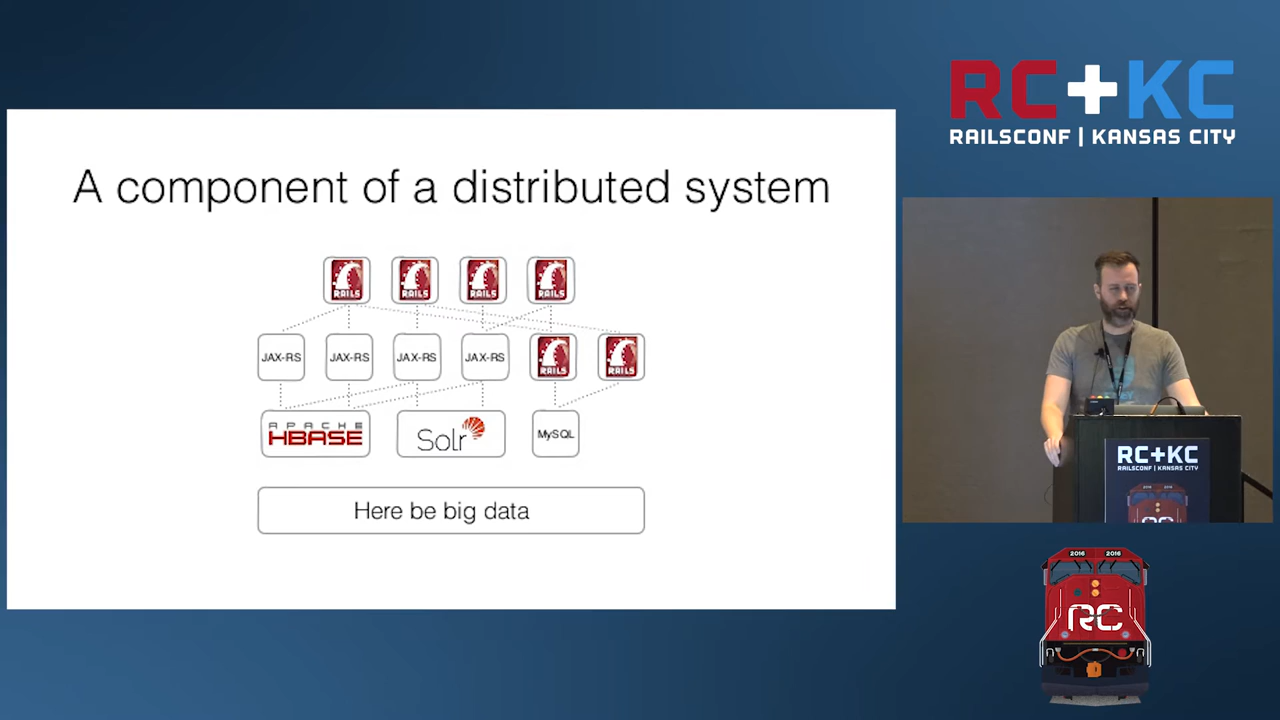 A component of a distributed system
RAILS RAILS RAILS RAILS
JAX-RS JAX-RS JAX-RS JAX-RS RAILS RAILS
APACHE
HBASE
Solr
MySQL
Here be big data
RC+KC
RAILSCONF | KANSAS CITY
RC+KC
RAILSCONF | KANSAS CITY
2016 2016
RC